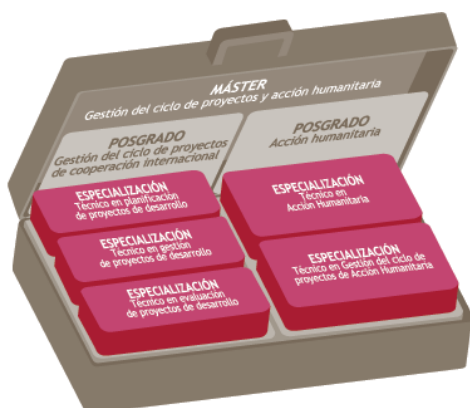 MÁSTER
Gestión del ciclo de proyectos y acción humanitaria
POSGRADO
Gestión del ciclo de proyectos
de cooperación internacional
POSGRADO
Acción humanitaria
ESPECIALIZACIÓN
Técnico en planificación
de proyectos de desarrollo
ESPECIALIZACIÓN
Técnico en gestión
de proyectos de desarrollo
ESPECIALIZACIÓN
Técnico en evaluación
de proyectos de desarrollo
ESPECIALIZACIÓN
Técnico en
Acción Humanitaria
ESPECIALIZACIÓN
Técnico en Gestión del ciclo de
proyectos de Acción Humanitaria